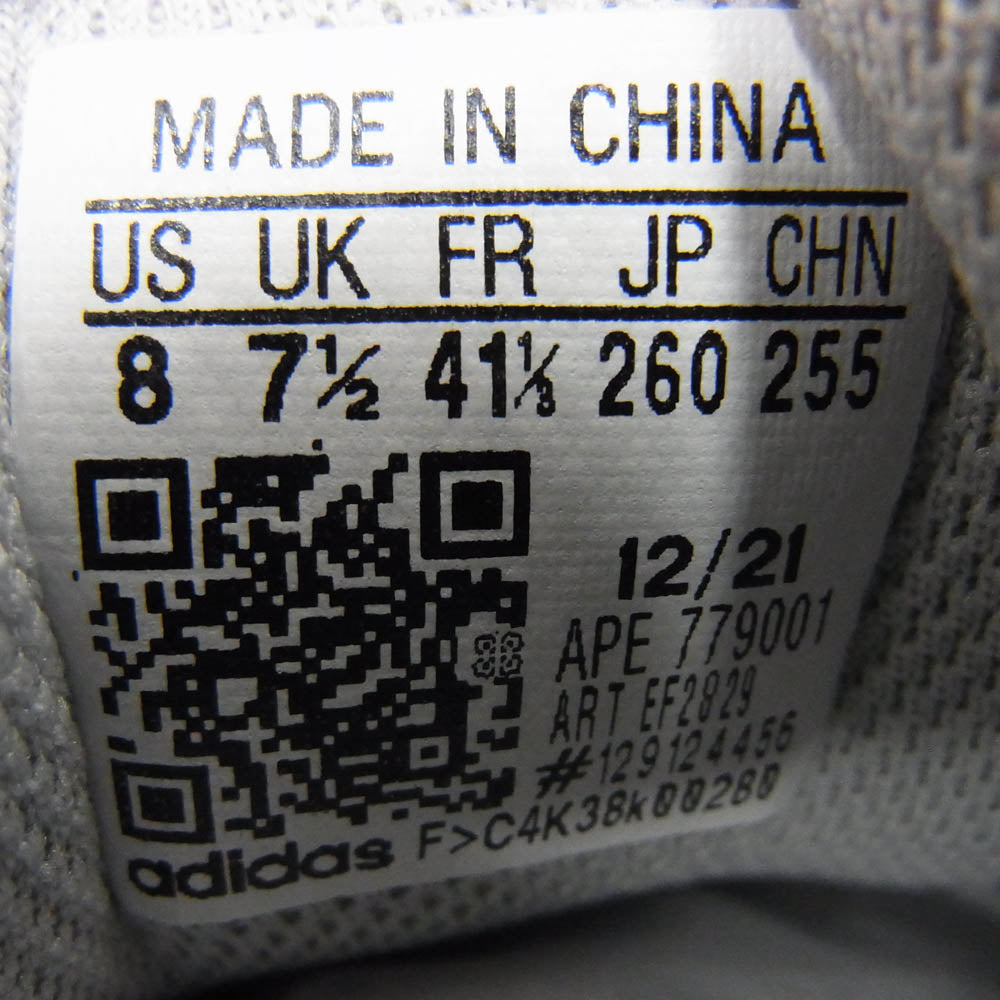 MADE IN CHINA
US UK FR JP CHN
8 7½ 41⅓ 260 255
12/21
APE 779001
ART EF2829
#129124456
adidas F>C4K38k00280